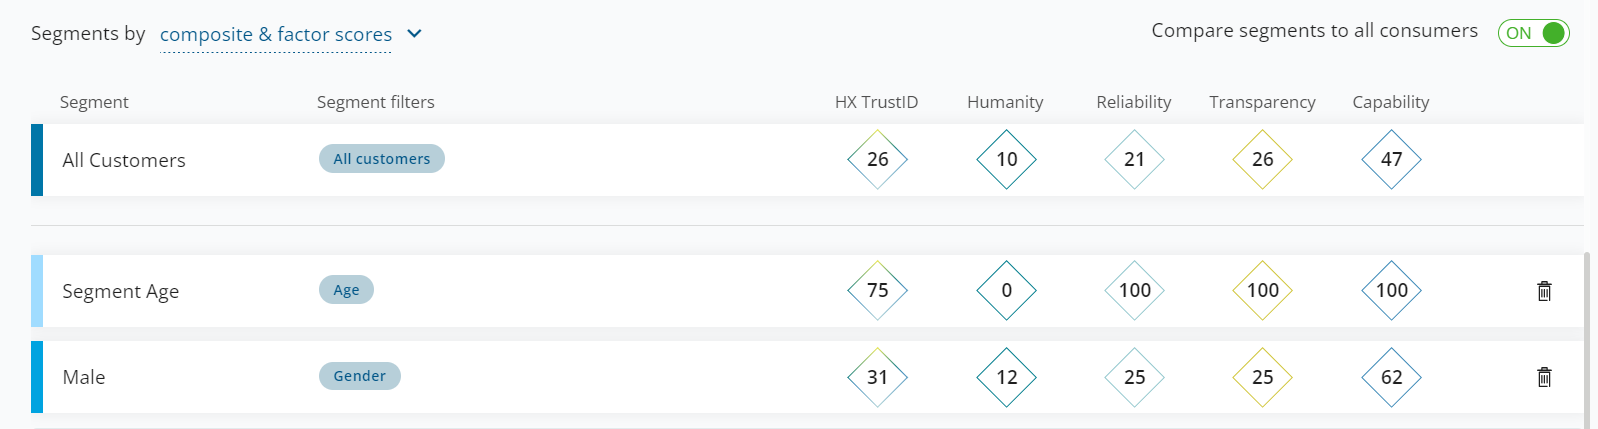 Segments by composite & factor scores
Compare segments to all consumers ON
Segment Segment filters HX TrustID Humanity Reliability Transparency Capability
All Customers All customers 26 10 21 26 47
Segment Age Age 75 0 100 100 100
Male Gender 31 12 25 25 62